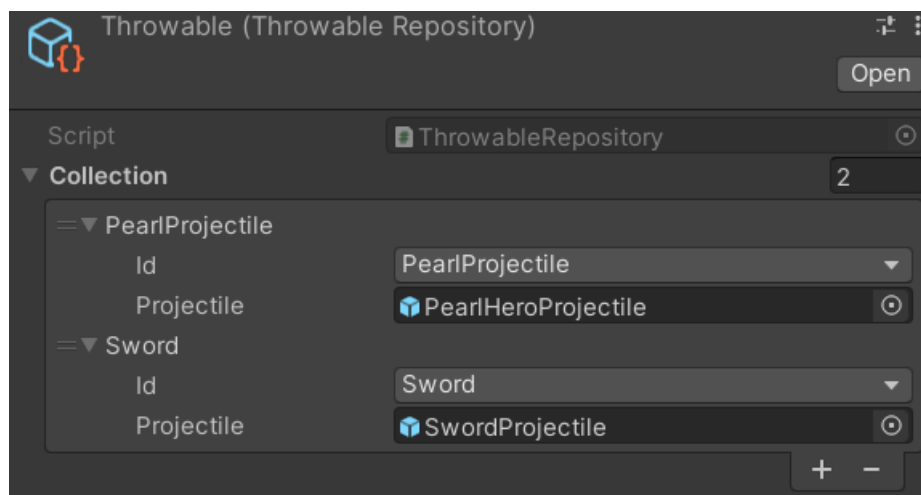 Throwable (Throwable Repository)
Open
Script ThrowableRepository
Collection 2
PearlProjectile
Id PearlProjectile
Projectile PearlHeroProjectile
Sword
Id Sword
Projectile SwordProjectile
+ −